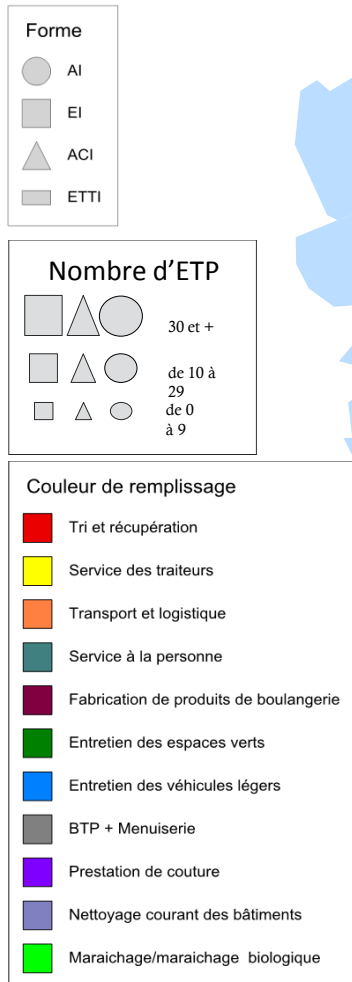 Forme
AI
EI
ACI
ETTI
Nombre d’ETP
30 et +
de 10 à
29
de 0
à 9
Couleur de remplissage
Tri et récupération
Service des traiteurs
Transport et logistique
Service à la personne
Fabrication de produits de boulangerie
Entretien des espaces verts
Entretien des véhicules légers
BTP + Menuiserie
Prestation de couture
Nettoyage courant des bâtiments
Maraichage/maraichage biologique